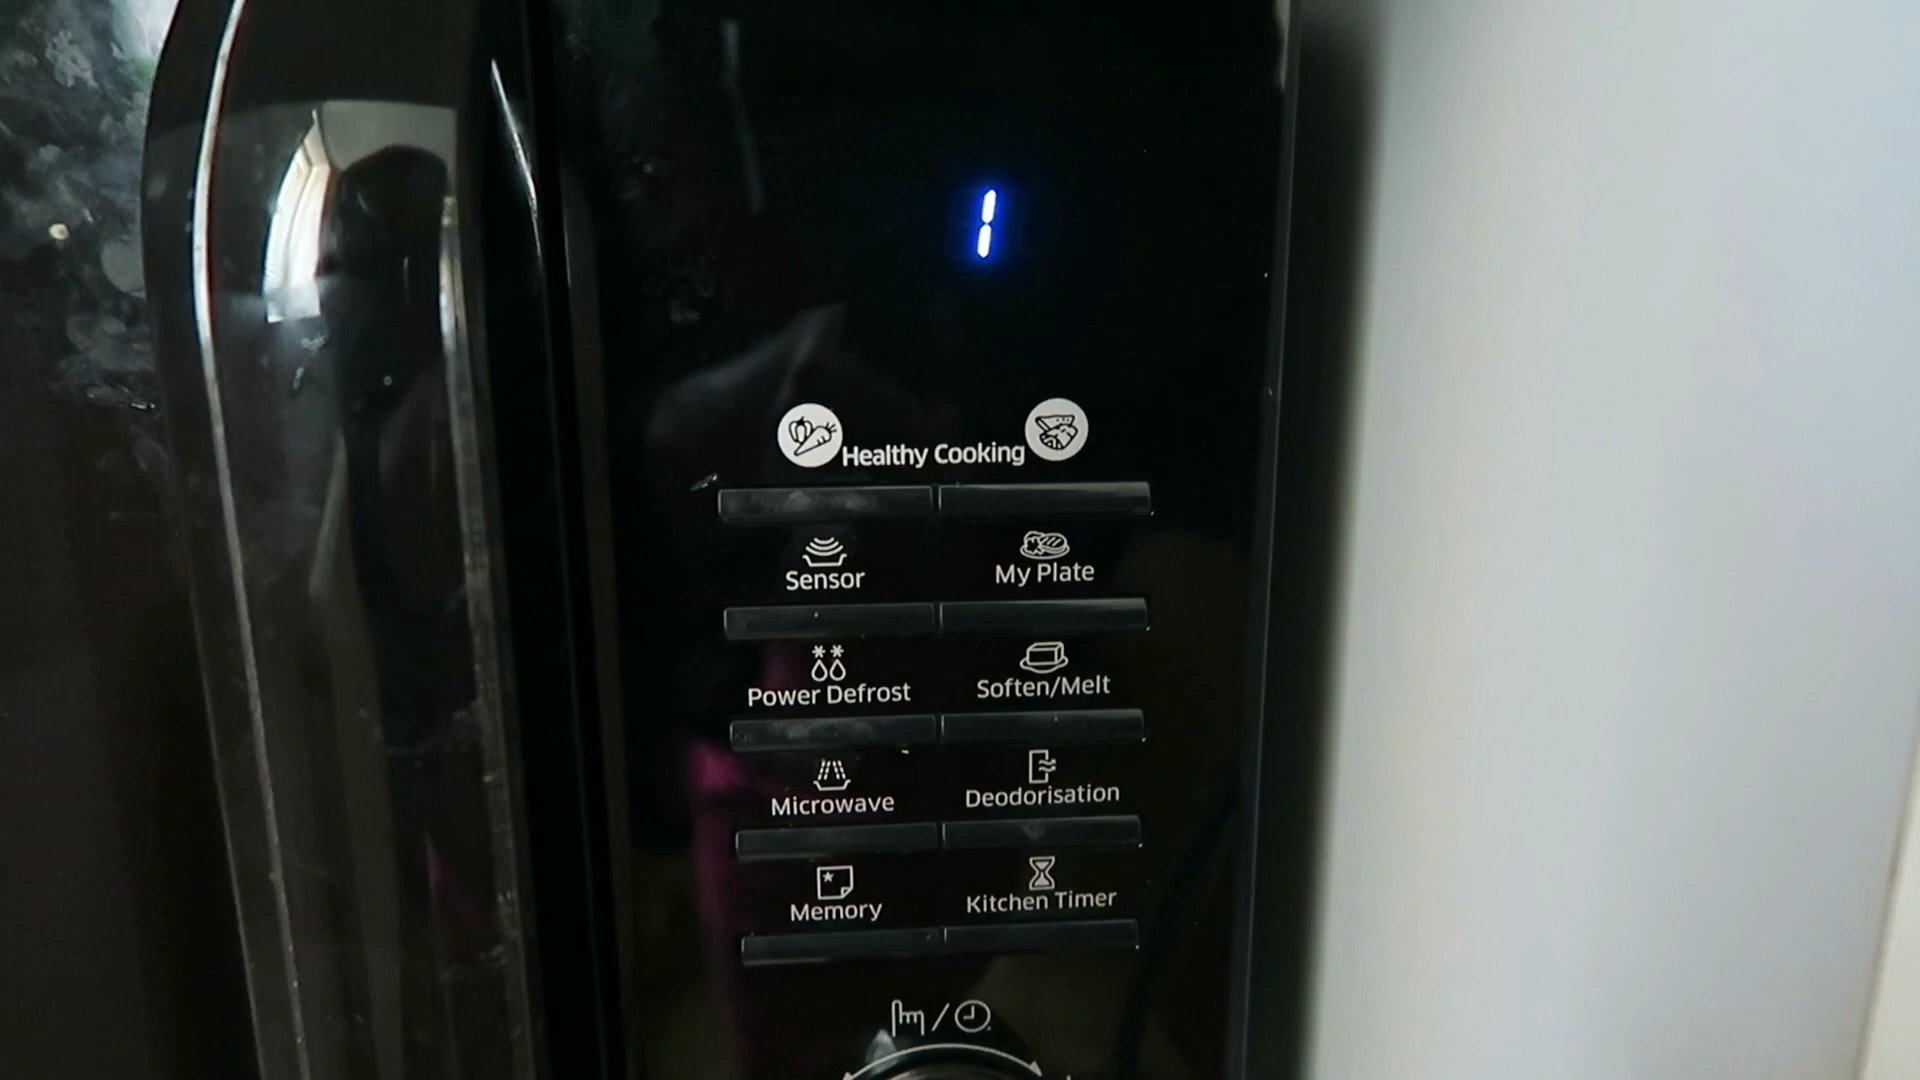 1
Healthy Cooking
Sensor
My Plate
Power Defrost
Soften/Melt
Microwave
Deodorisation
Memory
Kitchen Timer